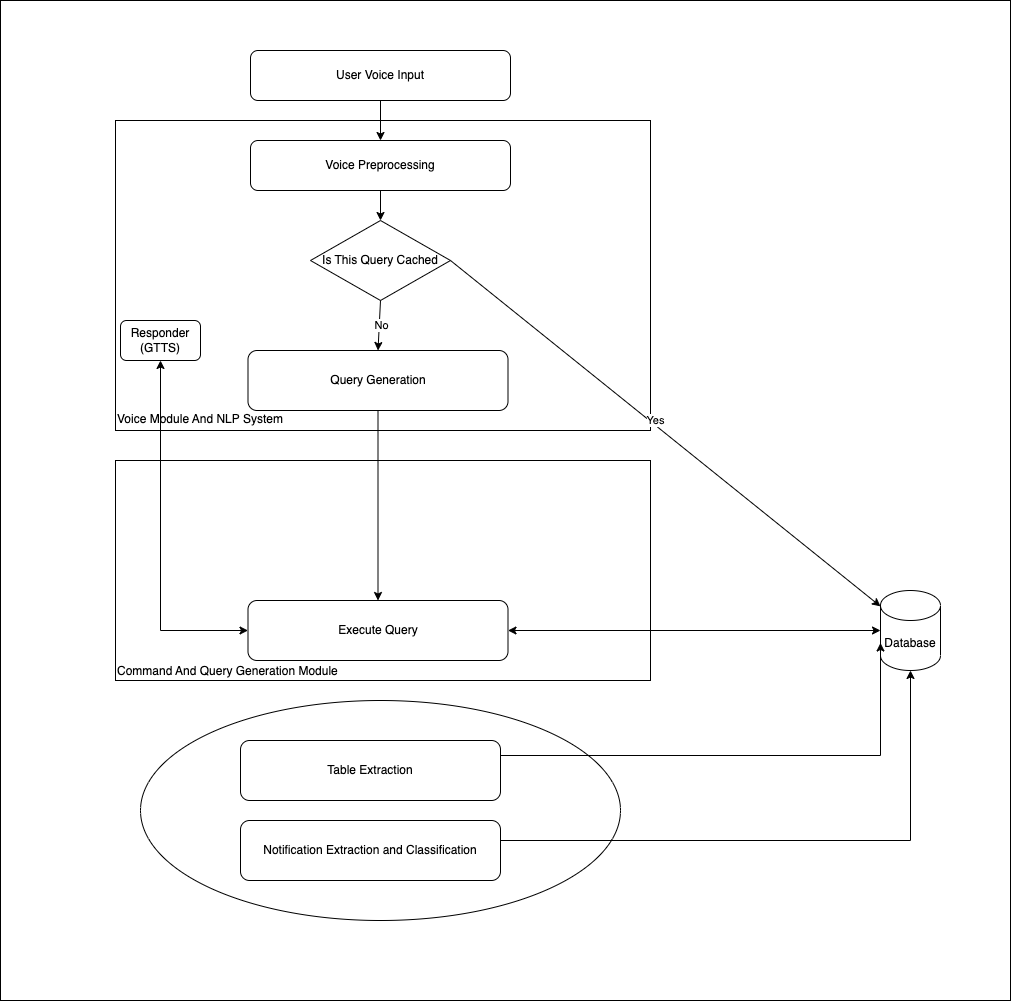 User Voice Input
Voice Preprocessing
Is This Query Cached
No
Responder
(GTTS)
Query Generation
Voice Module And NLP System
Yes
Execute Query
Database
Command And Query Generation Module
Table Extraction
Notification Extraction and Classification